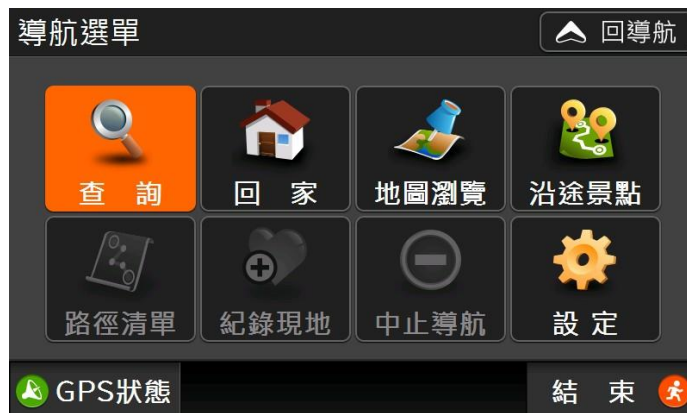 導航選單
回導航
查 詢
回 家
地圖瀏覽
沿途景點
路徑清單
紀錄現地
中止導航
設 定
GPS狀態
結 束